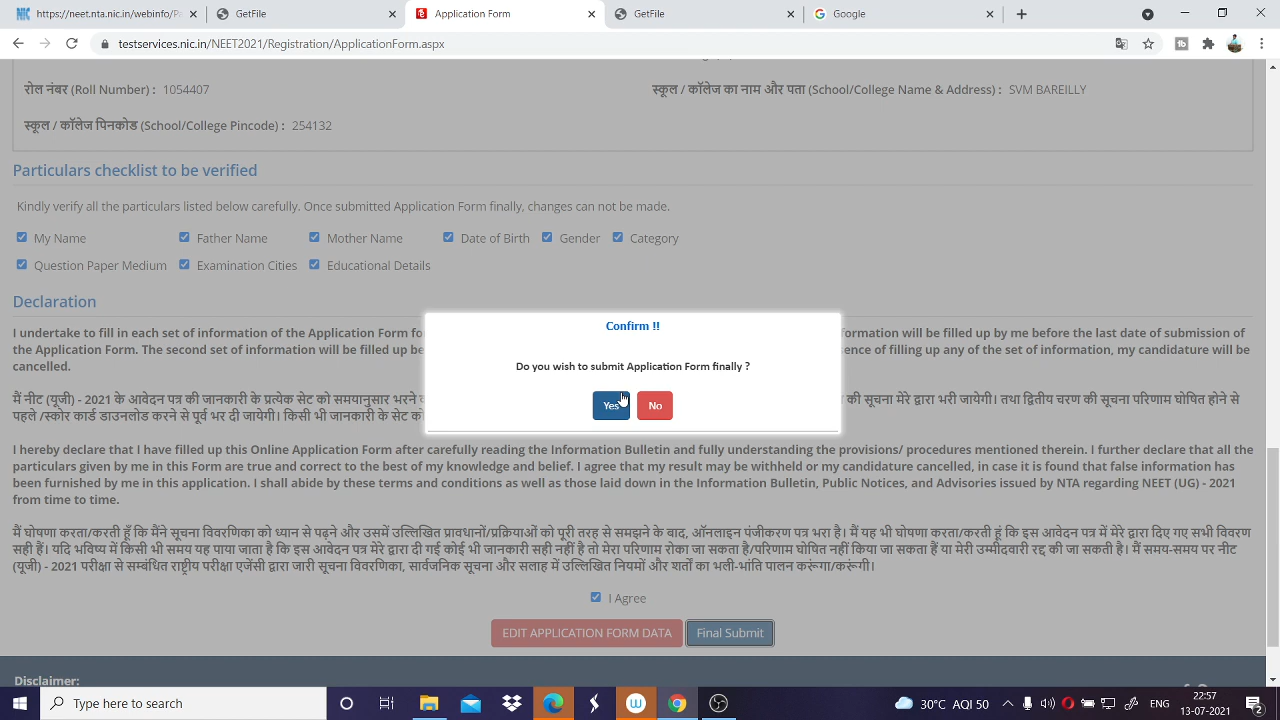 https://nta.nic.in/WebInfo/P
GetFile
Application Form
GetFile
Google
testservices.nic.in/NEET2021/Registration/ApplicationForm.aspx
रोल नंबर (Roll Number) : 1054407
स्कूल / कॉलेज का नाम और पता (School/College Name & Address) : SVM BAREILLY
स्कूल / कॉलेज पिनकोड (School/College Pincode) : 254132
Particulars checklist to be verified
Kindly verify all the particulars listed below carefully. Once submitted Application Form finally, changes can not be made.
My Name Father Name Mother Name Date of Birth Gender Category
Question Paper Medium Examination Cities Educational Details
Declaration
I undertake to fill in each set of information of the Application Form fo
ormation will be filled up by me before the last date of submission of
the Application Form. The second set of information will be filled up be
ence of filling up any of the set of information, my candidature will be
cancelled.
मैं नीट (यूजी) - 2021 के आवेदन पत्र की जानकारी के प्रत्येक सेट को समयानुसार भरने
की सूचना मेरे द्वारा भरी जायेगी। तथा द्वितीय चरण की सूचना परिणाम घोषित होने से
पहले /स्कोर कार्ड डाउनलोड करने से पूर्व भर दी जायेगी। किसी भी जानकारी के सेट को
Confirm !!
Do you wish to submit Application Form finally ?
Yes No
I hereby declare that I have filled up this Online Application Form after carefully reading the Information Bulletin and fully understanding the provisions/ procedures mentioned therein. I further declare that all the
particulars given by me in this Form are true and correct to the best of my knowledge and belief. I agree that my result may be withheld or my candidature cancelled, in case it is found that false information has
been furnished by me in this application. I shall abide by these terms and conditions as well as those laid down in the Information Bulletin, Public Notices, and Advisories issued by NTA regarding NEET (UG) - 2021
from time to time.
मैं घोषणा करता/करती हूँ कि मैंने सूचना विवरणिका को ध्यान से पढ़ने और उसमें उल्लिखित प्रावधानों/प्रक्रियाओं को पूरी तरह से समझने के बाद, ऑनलाइन पंजीकरण पत्र भरा है। मैं यह भी घोषणा करता/करती हूं कि इस आवेदन पत्र में मेरे द्वारा दिए गए सभी विवरण
सही हैं। यदि भविष्य में किसी भी समय यह पाया जाता है कि इस आवेदन पत्र मेरे द्वारा दी गई कोई भी जानकारी सही नहीं है तो मेरा परिणाम रोका जा सकता है/परिणाम घोषित नहीं किया जा सकता हैं या मेरी उम्मीदवारी रद्द की जा सकती है। मैं समय-समय पर नीट
(यूजी) - 2021 परीक्षा से सम्बंधित राष्ट्रीय परीक्षा एजेंसी द्वारा जारी सूचना विवरणिका, सार्वजनिक सूचना और सलाह में उल्लिखित नियमों और शर्तों का भली-भांति पालन करूंगा/करूंगी।
I Agree
EDIT APPLICATION FORM DATA Final Submit
Disclaimer:
Type here to search
30°C AQI 50
ENG
22:57
13-07-2021
2